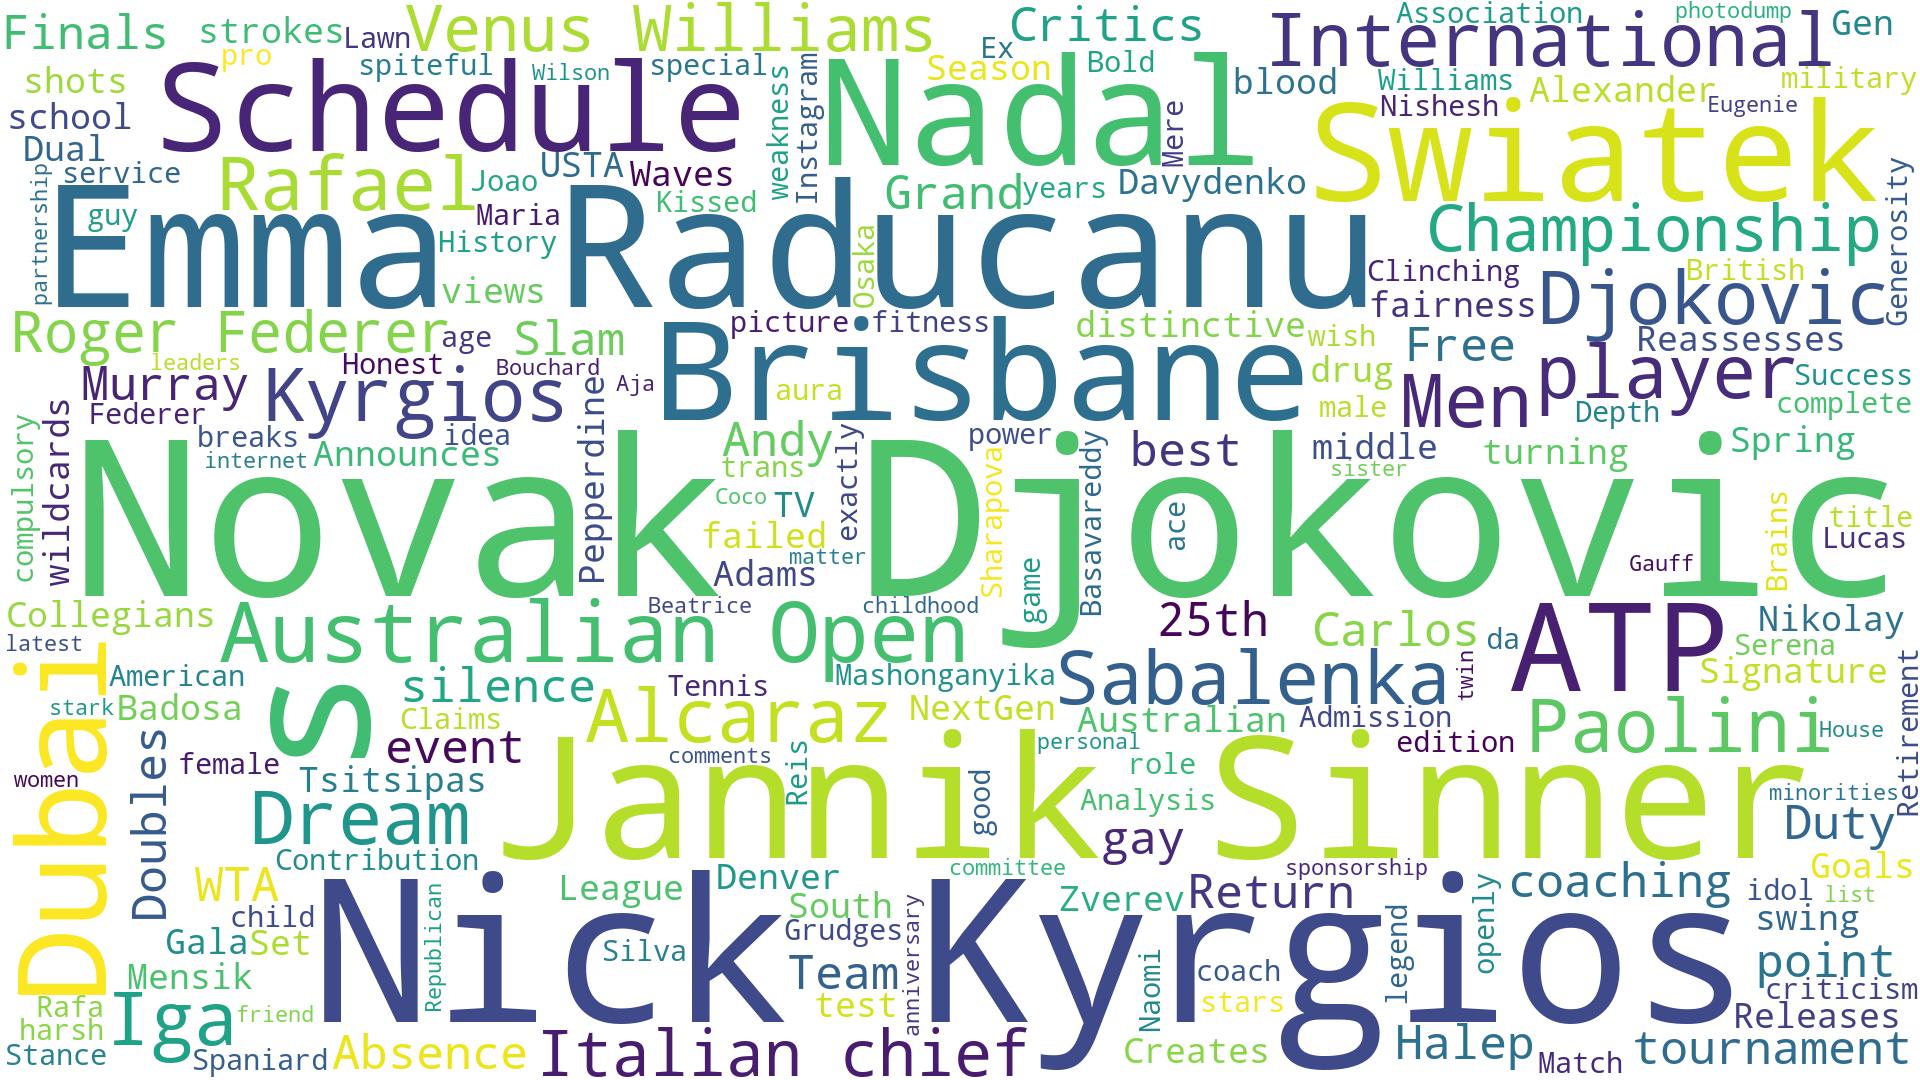 Finals
strokes
Lawn
Venus Williams
Ex
Critics
International
Association
photodump
Gen
pro
spiteful
Wilson
special
Season
Bold
blood
Williams
Alexander
military
shots
Schedule
weakness
Instagram
Nadal
Mere
Swiatek
Nishesh
Eugenie
school
Dual
service
Rafael
Joao
USTA
Waves
Kissed
Grand
years
Davydenko
Championship
Generosity
partnership
guy
Emma Raducanu
Maria
History
views
Osaka
Clinching
British
fairness
Djokovic
Roger Federer
leaders
age
Slam
picture
fitness
distinctive
wish
Free
Reassesses
Murray
Honest
Bouchard
Aja
Brisbane
aura
drug
male
Men
player
Success
Depth
complete
Federer
Kyrgios
breaks
idea
internet
Announces
Pepperdine
Andy
trans
exactly
power
Basavareddy
best
middle
sister
turning
Spring
compulsory
wildcards
Novak Djokovic
Coco
TV
failed
matter
Adams
Sharapova
game
ace
Gauff
Brains
title
Lucas
Collegians
latest
Australian Open
Beatrice
childhood
25th
Carlos
da
ATP
Nikolay
Serena
Signature
Dubai
American
stark
Badosa
S
silence
Claims
Tennis
Mashonganyika
Sabalenka
twin
Alcaraz
NextGen
Australian
Admission
edition
Paolini
House
Retirement
women
Doubles
female
event
Tsitsipas
comments
Reis
Jannik Sinner
personal
role
good
Analysis
minorities
Dream
gay
Duty
Contribution
WTA
child
League
Denver
committee
sponsorship
Zverev
Return
coaching
Goals
idol
list
South
Gala
Set
Republican
Nick Kyrgios
Silva
Grudges
anniversary
legend
openly
swing
Mensik
Team
coach
stars
Naomi
point
criticism
Rafa
harsh
Iga
friend
test
Releases
Stance
Spaniard
Absence
Italian chief
Creates
Halep
Match
tournament